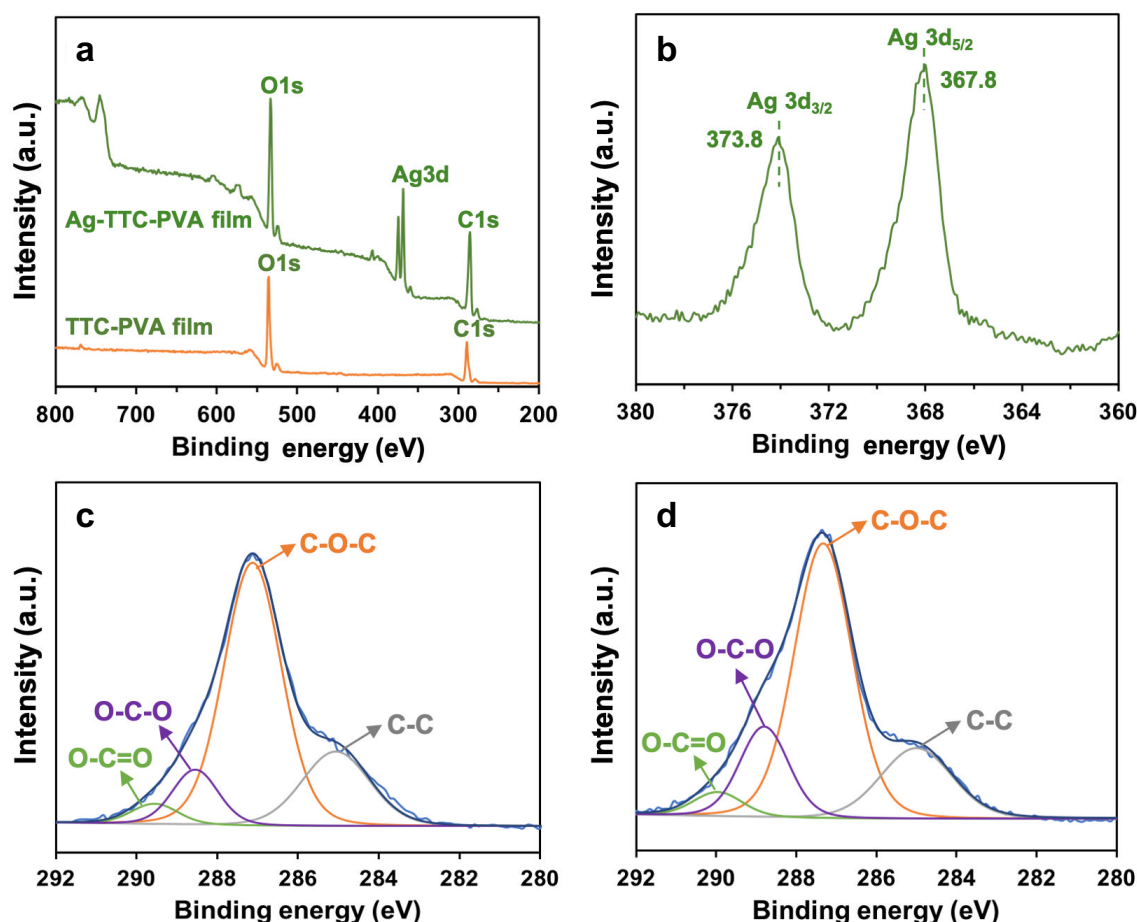 a
O1s
Ag3d
C1s
Ag-TTC-PVA film
O1s
TTC-PVA film
C1s
Intensity (a.u.)
800 700 600 500 400 300 200
Binding energy (eV)
b
Ag 3d5/2
367.8
Ag 3d3/2
373.8
Intensity (a.u.)
380 376 372 368 364 360
Binding energy (eV)
c
C-O-C
O-C-O
C-C
O-C=O
Intensity (a.u.)
292 290 288 286 284 282 280
Binding energy (eV)
d
C-O-C
O-C-O
C-C
O-C=O
Intensity (a.u.)
292 290 288 286 284 282 280
Binding energy (eV)